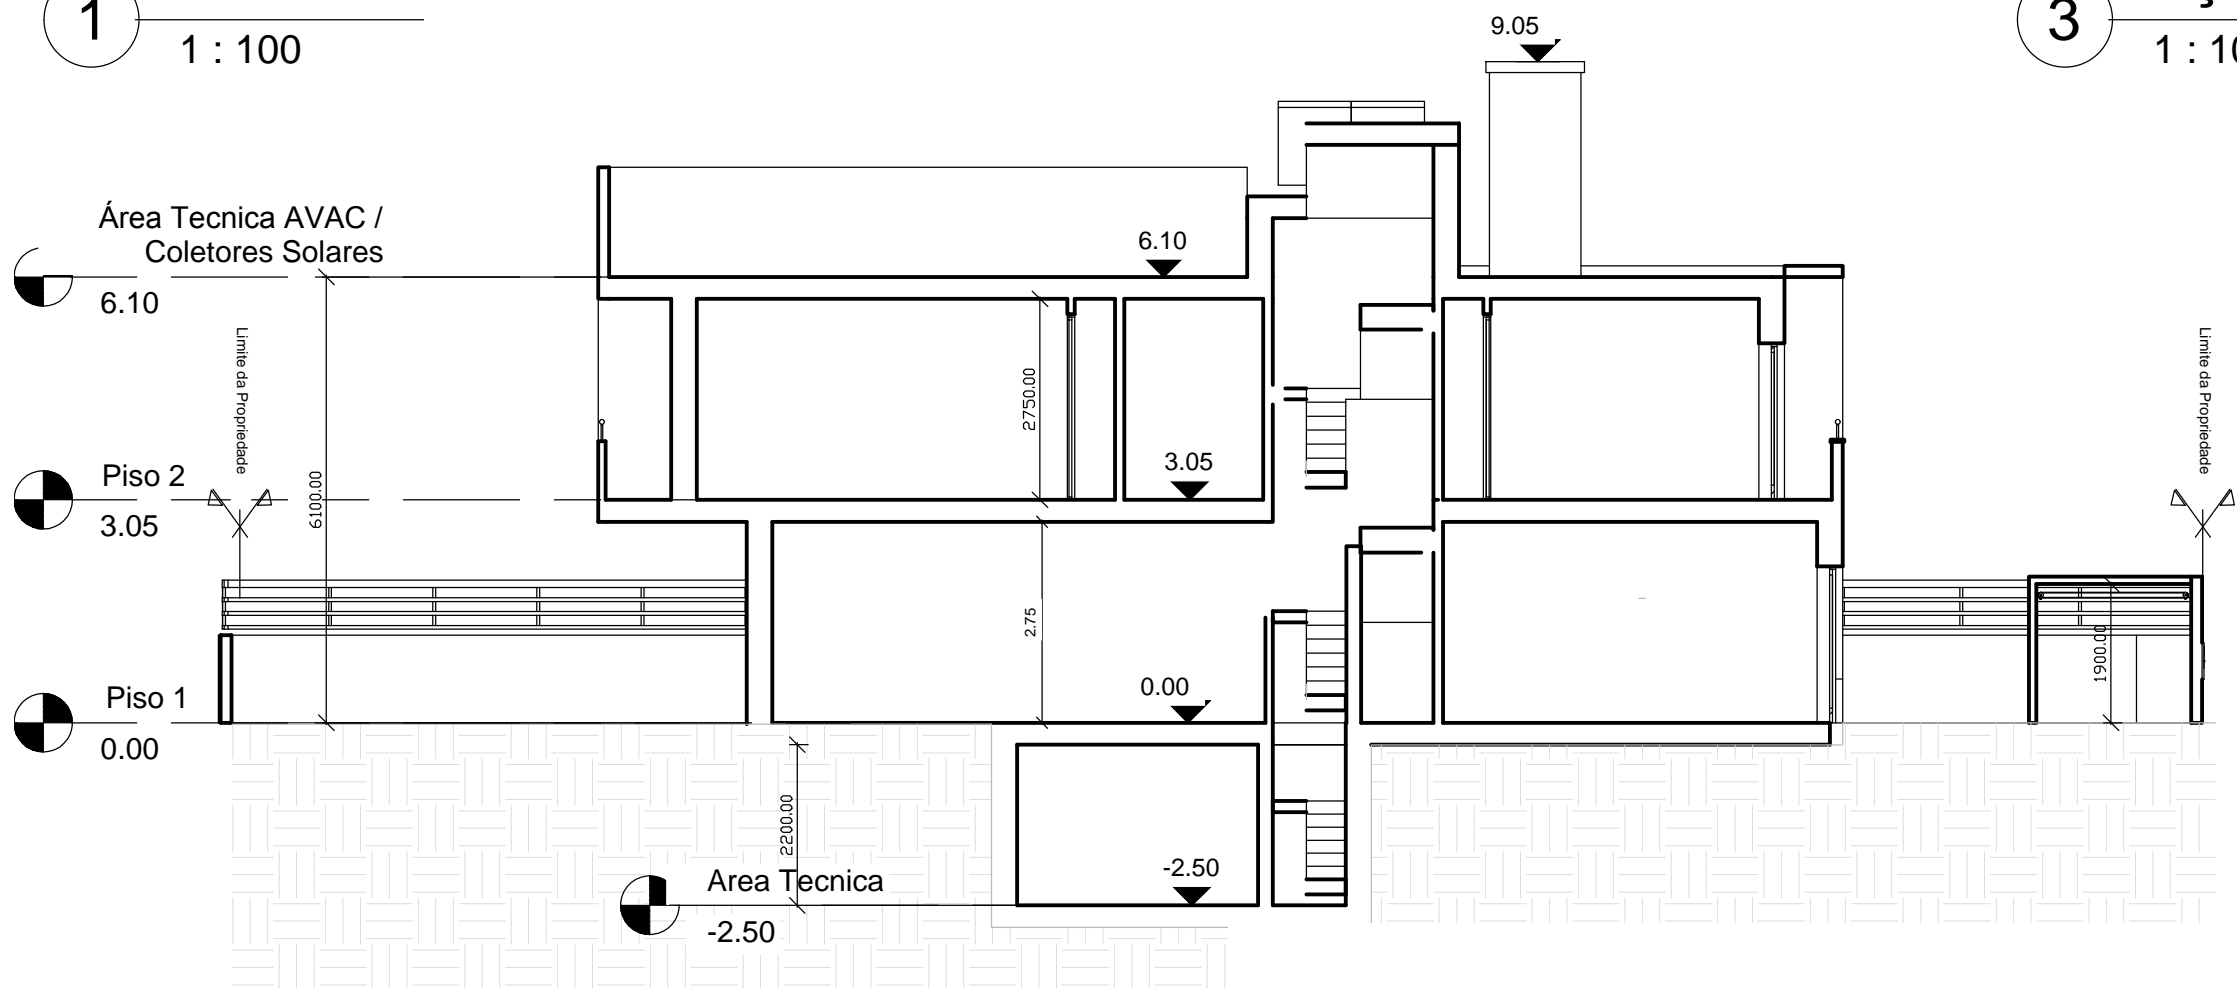 1
1 : 100
3
9.05
Área Tecnica AVAC /
Coletores Solares
6.10
6.10
Limite da Propriedade
Limite da Propriedade
2750.00
3.05
Piso 2
3.05
6100.00
2.75
1900.00
0.00
Piso 1
0.00
2200.00
Area Tecnica
-2.50
-2.50